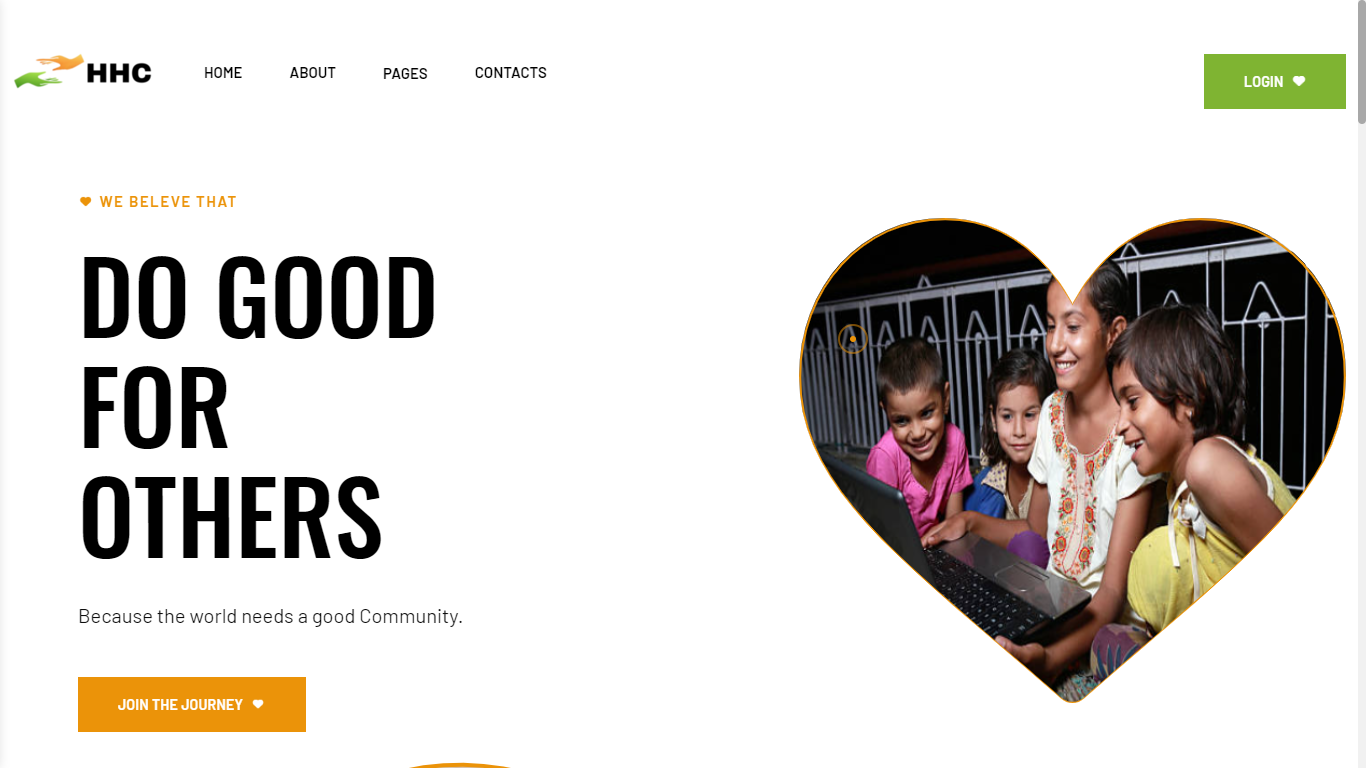 HHC
HOME
ABOUT
PAGES
CONTACTS
LOGIN
WE BELEVE THAT
DO GOOD
FOR
OTHERS
Because the world needs a good Community.
JOIN THE JOURNEY